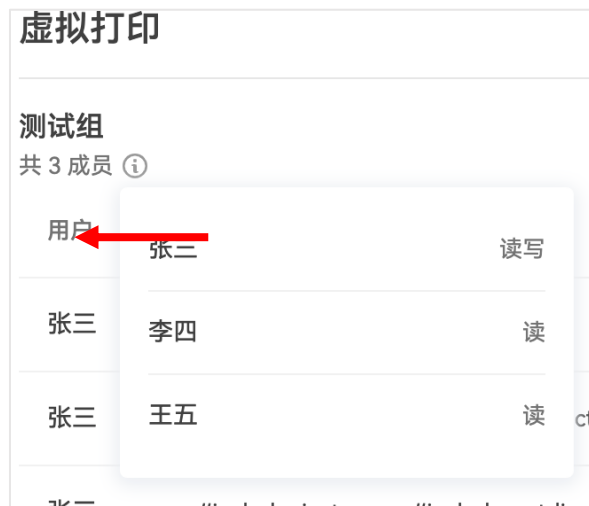 虚拟打印
测试组
共 3 成员
用户
张三 读写
张三
李四 读
张三
王五 读